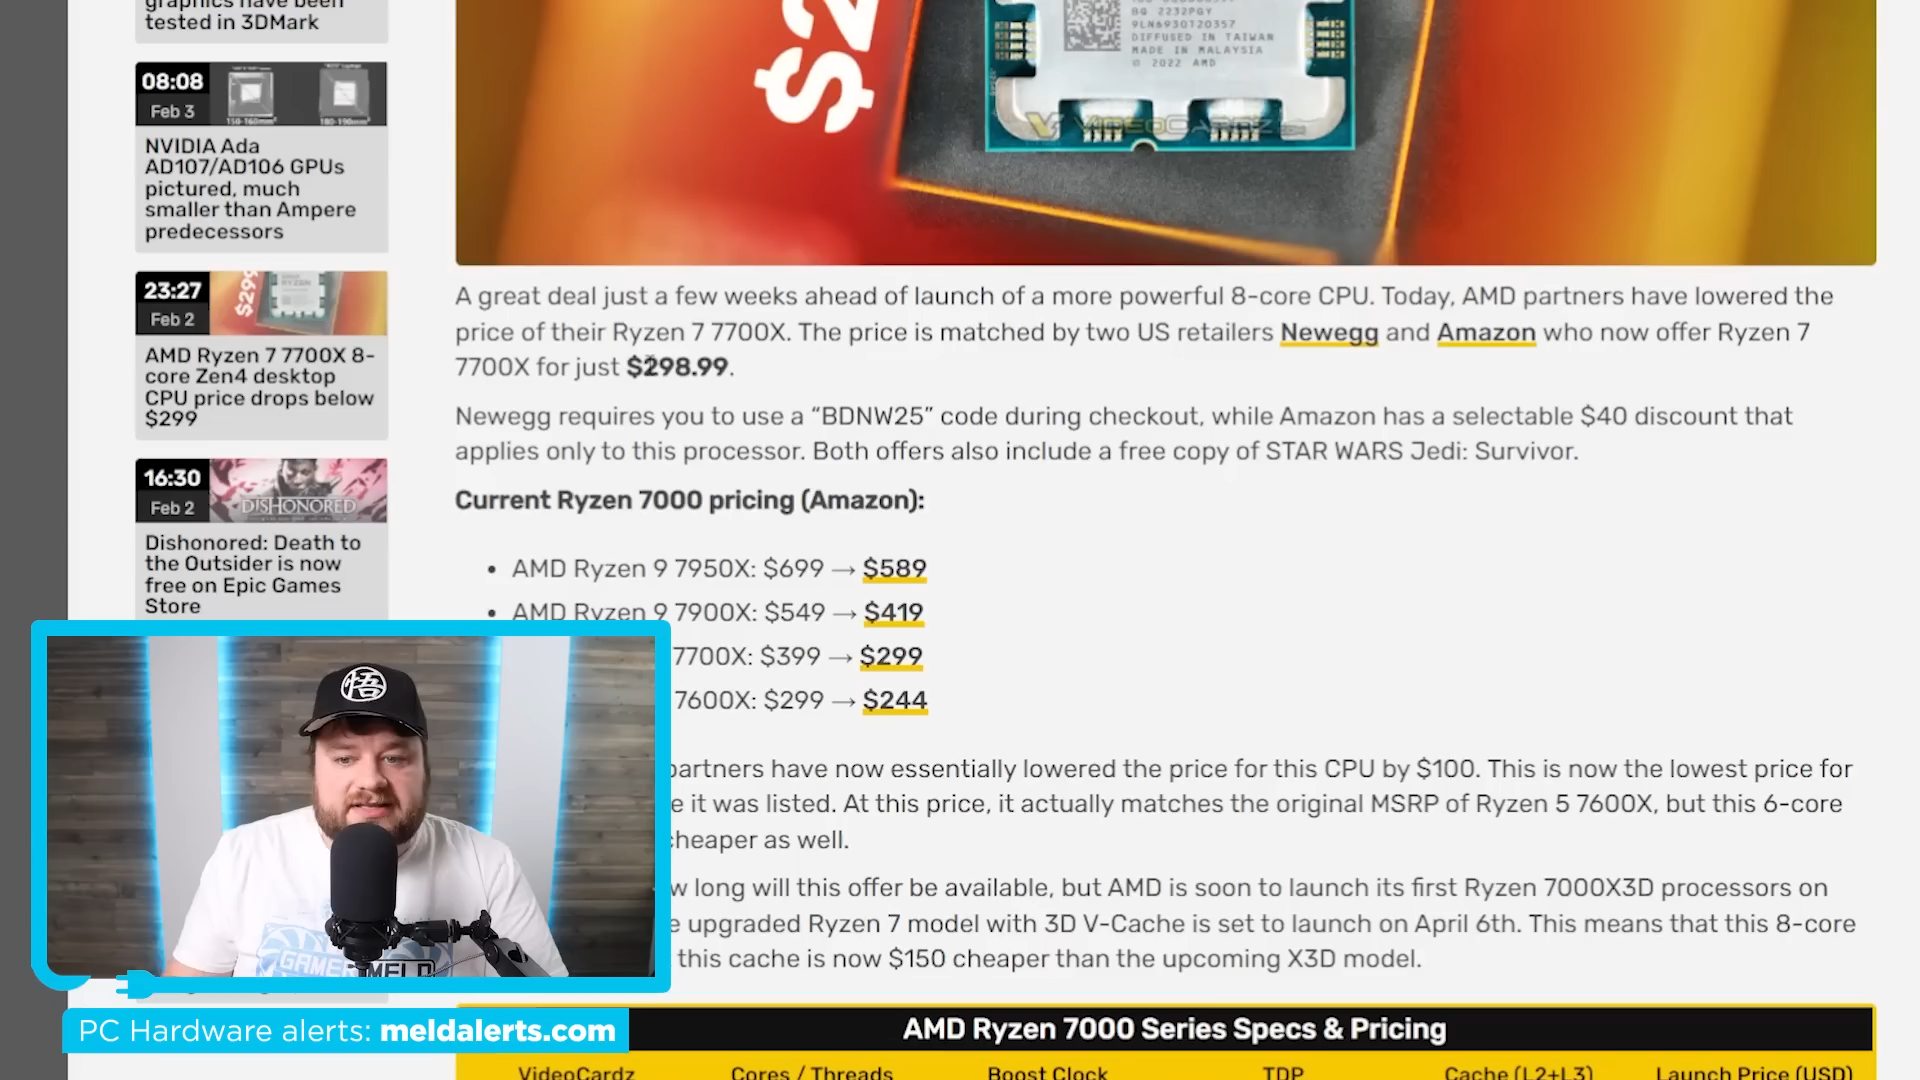 graphics have been
tested in 3DMark
08:08
Feb 3
NVIDIA Ada
AD107/AD106 GPUs
pictured, much
smaller than Ampere
predecessors
23:27
Feb 2
$299
AMD Ryzen 7 7700X 8-
core Zen4 desktop
CPU price drops below
$299
16:30
Feb 2
DISHONORED
Dishonored: Death to
the Outsider is now
free on Epic Games
Store
$2
BQ 2232PGY
9LN6930T20357
DIFFUSED IN TAIWAN
MADE IN MALAYSIA
© 2022 AMD
VIDEOCARDZ.COM
A great deal just a few weeks ahead of launch of a more powerful 8-core CPU. Today, AMD partners have lowered the
price of their Ryzen 7 7700X. The price is matched by two US retailers Newegg and Amazon who now offer Ryzen 7
7700X for just $298.99.
Newegg requires you to use a “BDNW25” code during checkout, while Amazon has a selectable $40 discount that
applies only to this processor. Both offers also include a free copy of STAR WARS Jedi: Survivor.
Current Ryzen 7000 pricing (Amazon):
• AMD Ryzen 9 7950X: $699 → $589
• AMD Ryzen 9 7900X: $549 → $419
7700X: $399 → $299
7600X: $299 → $244
partners have now essentially lowered the price for this CPU by $100. This is now the lowest price for
e it was listed. At this price, it actually matches the original MSRP of Ryzen 5 7600X, but this 6-core
cheaper as well.
w long will this offer be available, but AMD is soon to launch its first Ryzen 7000X3D processors on
e upgraded Ryzen 7 model with 3D V-Cache is set to launch on April 6th. This means that this 8-core
this cache is now $150 cheaper than the upcoming X3D model.
AMD Ryzen 7000 Series Specs & Pricing
VideoCardz Cores / Threads Boost Clock TDP Cache (L2+L3) Launch Price (USD)
悟
GAMER MELD
PC Hardware alerts: meldalerts.com